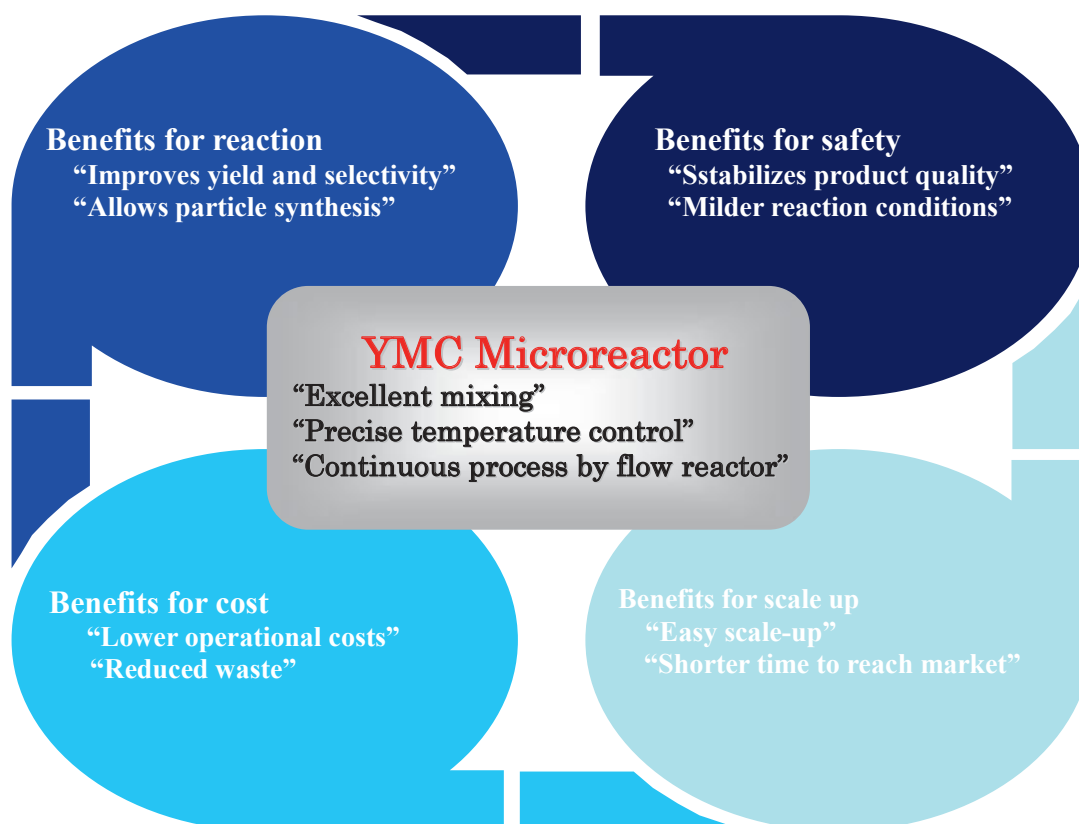 Benefits for reaction
“Improves yield and selectivity”
“Allows particle synthesis”
Benefits for safety
“Sstabilizes product quality”
“Milder reaction conditions”
YMC Microreactor
“Excellent mixing”
“Precise temperature control”
“Continuous process by flow reactor”
Benefits for cost
“Lower operational costs”
“Reduced waste”
Benefits for scale up
“Easy scale-up”
“Shorter time to reach market”